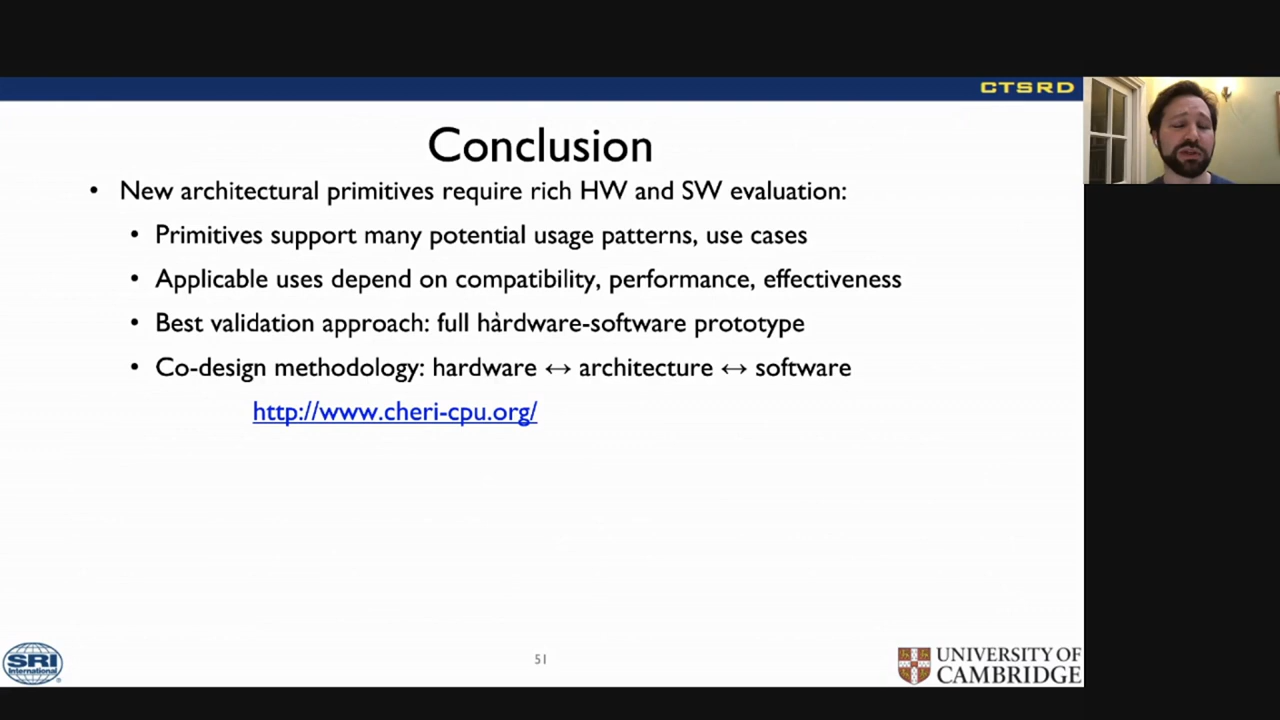 CTSRD
Conclusion
• New architectural primitives require rich HW and SW evaluation:
• Primitives support many potential usage patterns, use cases
• Applicable uses depend on compatibility, performance, effectiveness
• Best validation approach: full hardware-software prototype
• Co-design methodology: hardware ↔ architecture ↔ software
http://www.cheri-cpu.org/
SRI
International
51
UNIVERSITY OF
CAMBRIDGE